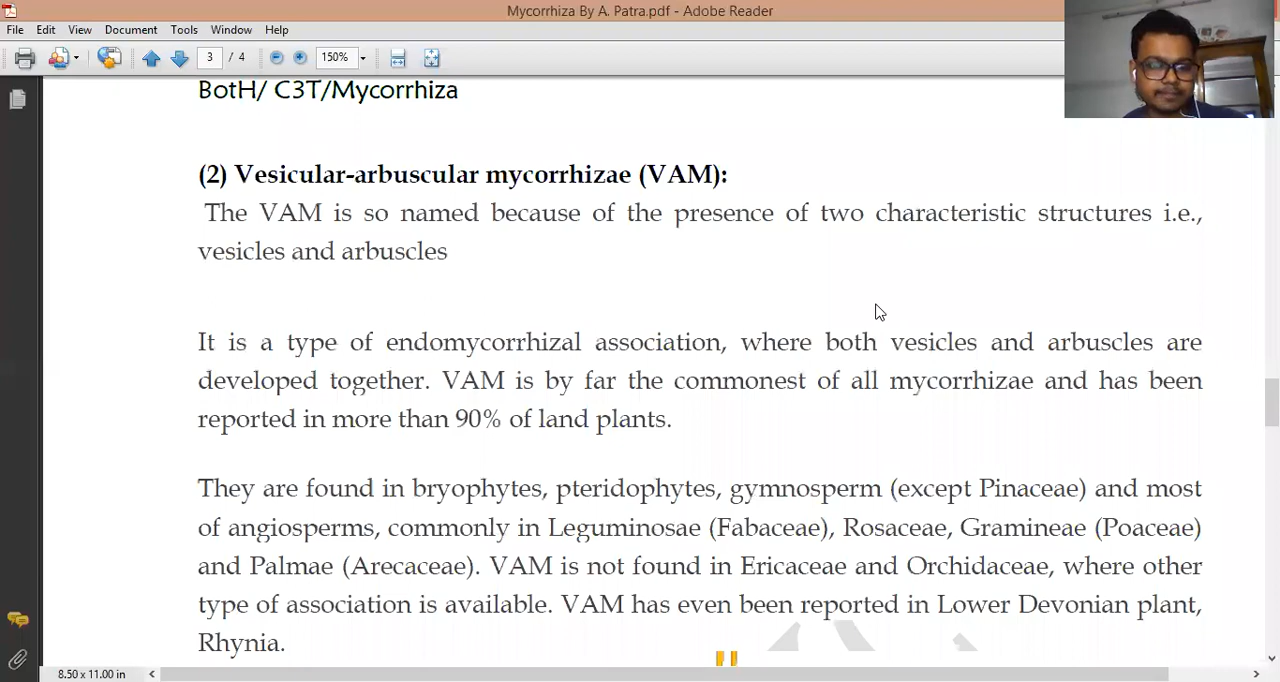 Mycorrhiza By A. Patra.pdf - Adobe Reader
File Edit View Document Tools Window Help
3 / 4 150%
BotH/ C3T/Mycorrhiza
(2) Vesicular-arbuscular mycorrhizae (VAM):
The VAM is so named because of the presence of two characteristic structures i.e.,
vesicles and arbuscles
It is a type of endomycorrhizal association, where both vesicles and arbuscles are
developed together. VAM is by far the commonest of all mycorrhizae and has been
reported in more than 90% of land plants.
They are found in bryophytes, pteridophytes, gymnosperm (except Pinaceae) and most
of angiosperms, commonly in Leguminosae (Fabaceae), Rosaceae, Gramineae (Poaceae)
and Palmae (Arecaceae). VAM is not found in Ericaceae and Orchidaceae, where other
type of association is available. VAM has even been reported in Lower Devonian plant,
Rhynia.
8.50 x 11.00 in